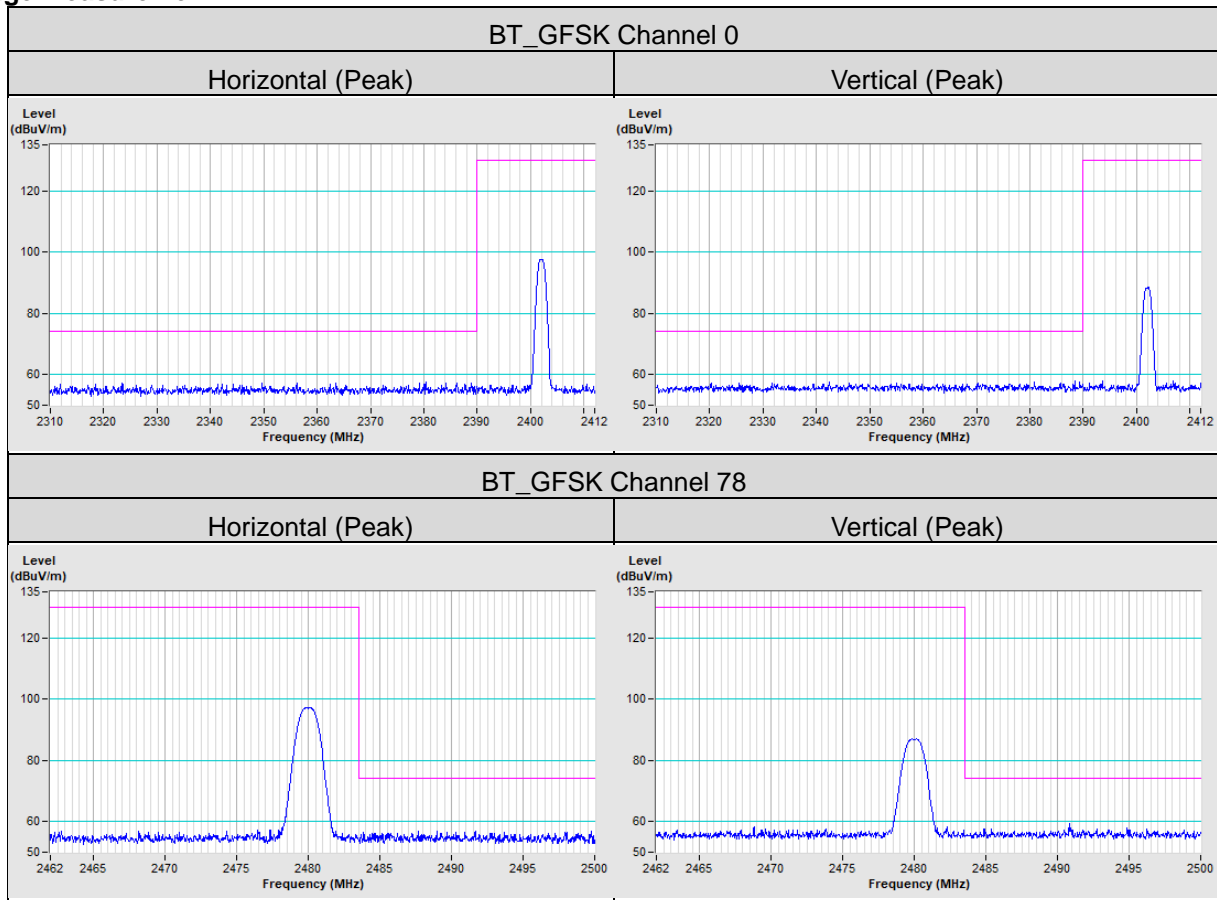 BT_GFSK Channel 0
Horizontal (Peak) Vertical (Peak)
Level
(dBuV/m)
135
120
100
80
60
50
2310 2320 2330 2340 2350 2360 2370 2380 2390 2400 2412
Frequency (MHz)
Level
(dBuV/m)
135
120
100
80
60
50
2310 2320 2330 2340 2350 2360 2370 2380 2390 2400 2412
Frequency (MHz)
BT_GFSK Channel 78
Horizontal (Peak) Vertical (Peak)
Level
(dBuV/m)
135
120
100
80
60
50
2462 2465 2470 2475 2480 2485 2490 2495 2500
Frequency (MHz)
Level
(dBuV/m)
135
120
100
80
60
50
2462 2465 2470 2475 2480 2485 2490 2495 2500
Frequency (MHz)